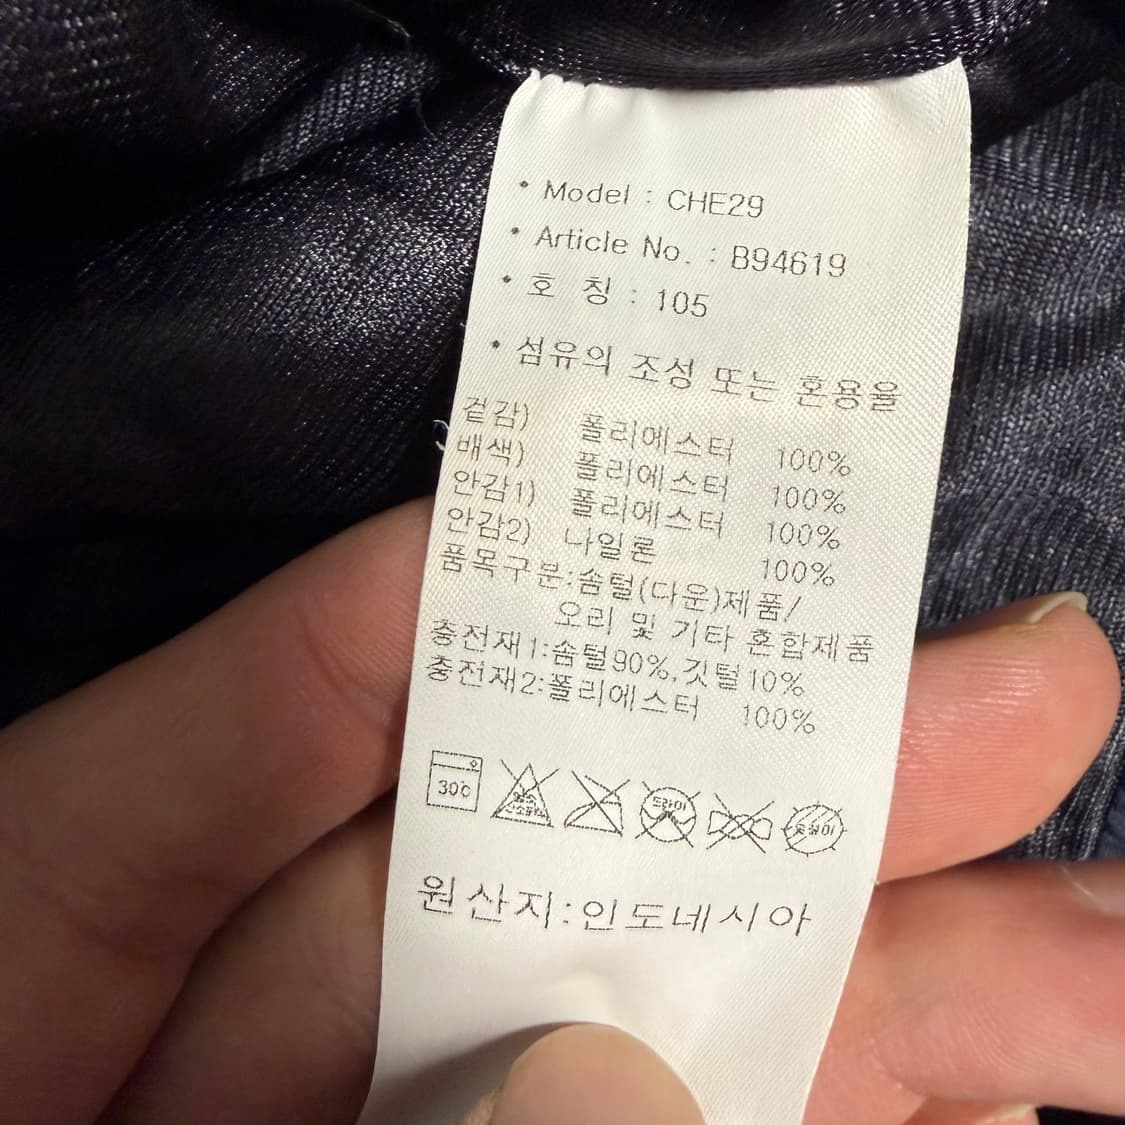 • Model : CHE29
• Article No. : B94619
• 호 칭 : 105
• 섬유의 조성 또는 혼용율
겉감) 폴리에스터 100%
배색) 폴리에스터 100%
안감1) 폴리에스터 100%
안감2) 나일론 100%
품목구분:솜털(다운)제품/
오리 및 기타 혼합제품
충전재1:솜털90%,깃털10%
충전재2:폴리에스터 100%
30℃ 드라이
원산지:인도네시아